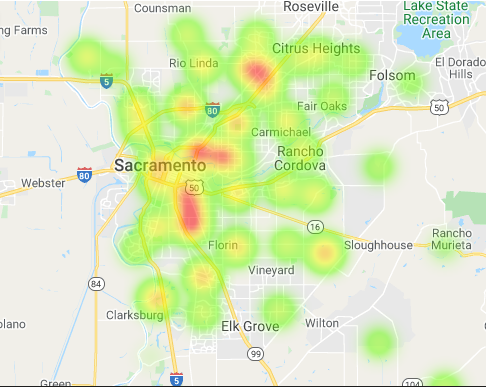 Counsman
Roseville
Lake State
Recreation
Area
ng Farms
Citrus Heights
Rio Linda
El Dorado
Hills
Folsom
5
80
Fair Oaks
50
Carmichael
Sacramento
Rancho
Cordova
Webster
80
50
16
Rancho
Murieta
Florin
Sloughhouse
Vineyard
84
Clarksburg
Elk Grove
Wilton
olano
99
Green
5
104